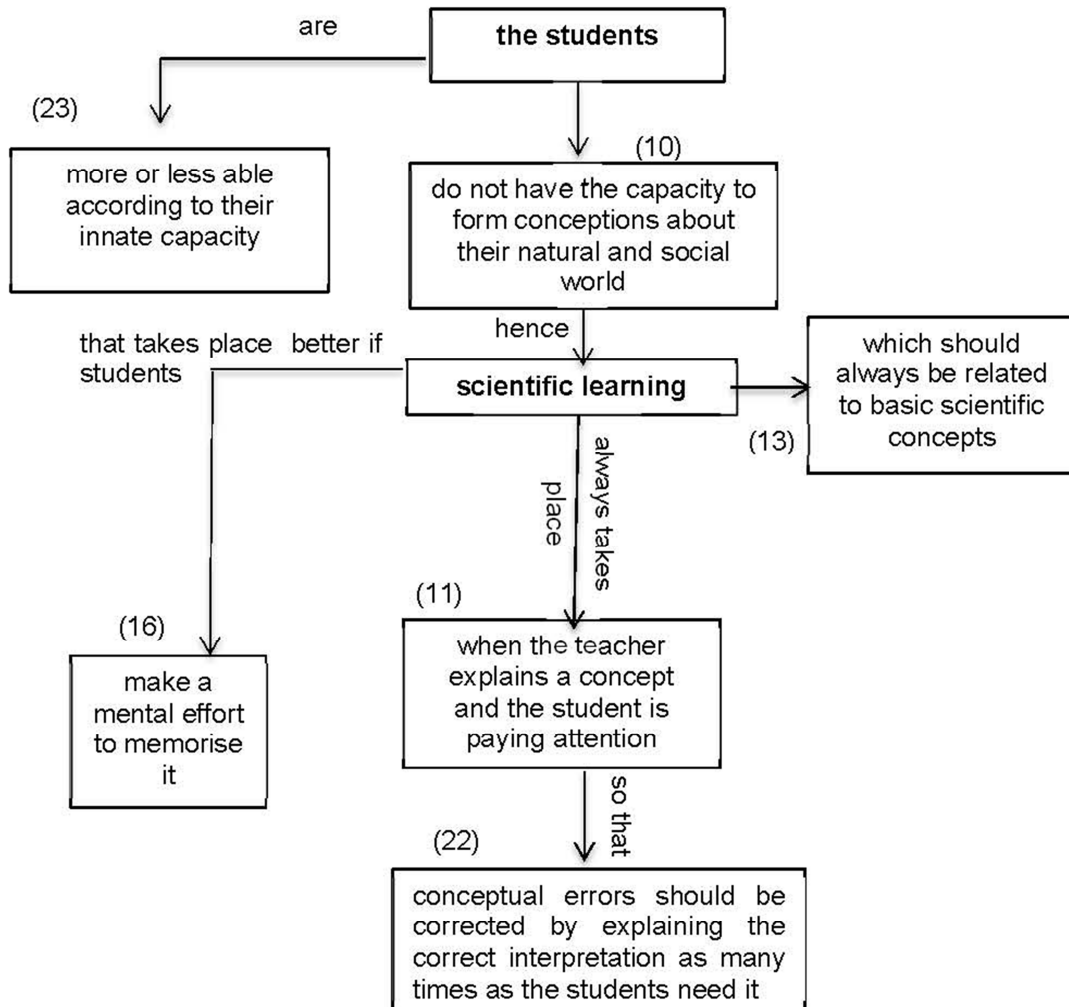 are
the students
(23)
more or less able
according to their
innate capacity
(10)
do not have the capacity to
form conceptions about
their natural and social
world
hence
that takes place  better if
students
scientific learning
which should
always be related
to basic scientific
concepts
(13)
always takes
place
(11)
when the teacher
explains a concept
and the student is
paying attention
(16)
make a
mental effort
to memorise
it
so that
(22)
conceptual errors should be
corrected by explaining the
correct interpretation as many
times as the students need it